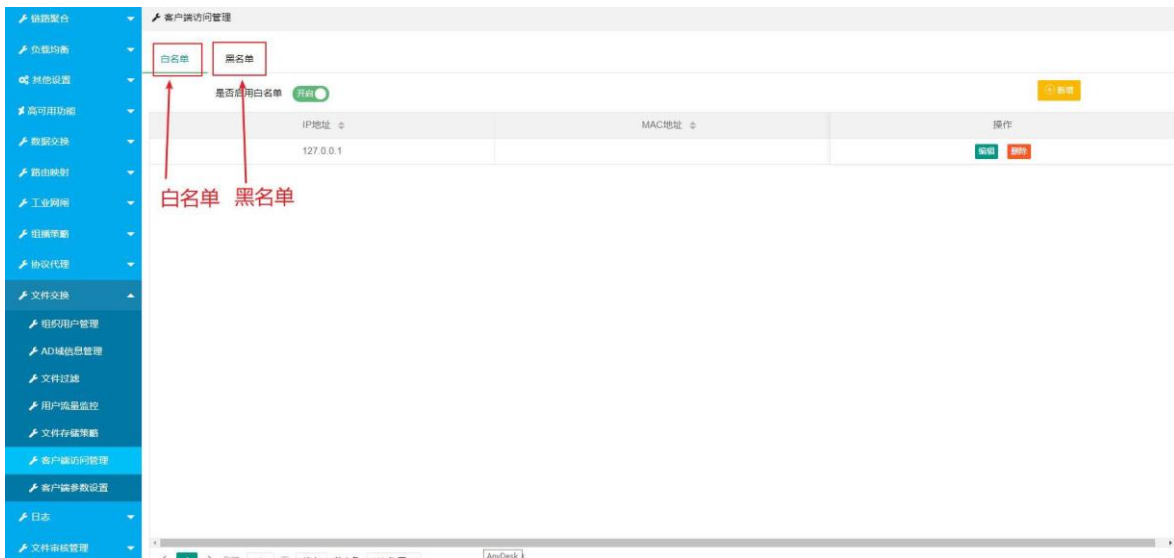 链路聚合
客户端访问管理
负载均衡
白名单
黑名单
其他设置
是否启用白名单
开启
新增
高可用功能
IP地址
MAC地址
操作
数据交换
127.0.0.1
编辑
删除
路由映射
工业网闸
白名单 黑名单
组播策略
协议代理
文件交换
组织用户管理
AD域信息管理
文件过滤
用户流量监控
文件存储策略
客户端访问管理
客户端参数设置
日志
文件审核管理
AnyDesk